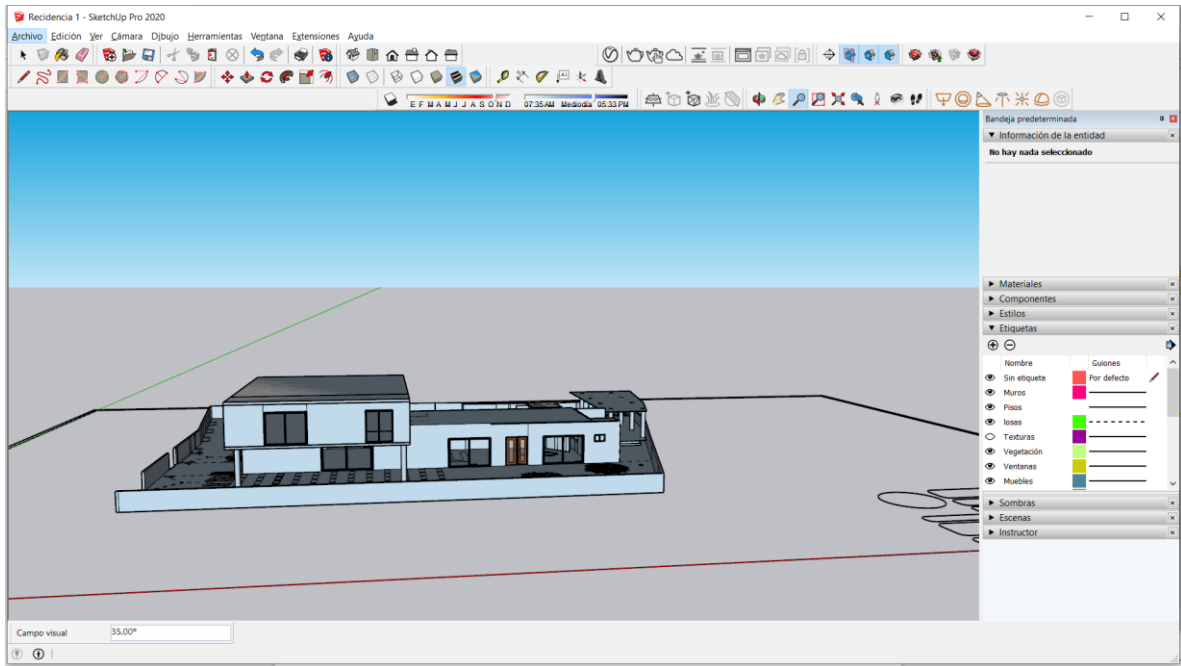 Recidencia 1 - SketchUp Pro 2020
Archivo Edición Ver Cámara Dibujo Herramientas Ventana Extensiones Ayuda
E F M A M J J A S O N D 07:35 AM Mediodía 05:33 PM
Bandeja predeterminada
Información de la entidad
No hay nada seleccionado
Materiales
Componentes
Estilos
Etiquetas
Nombre Guiones
Sin etiqueta Por defecto
Muros
Pisos
losas
Texturas
Vegetación
Ventanas
Muebles
Sombras
Escenas
Instructor
Campo visual 35.00°